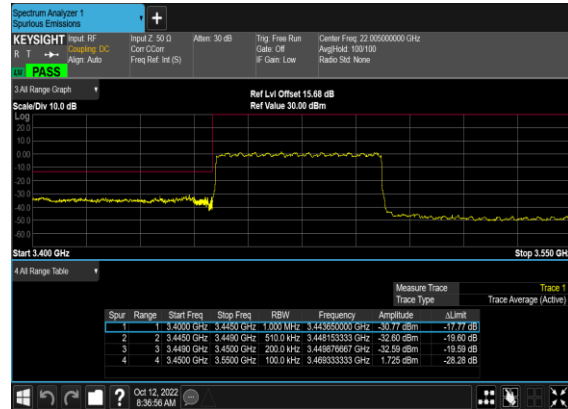 Spectrum Analyzer 1
Spurious Emissions
+
KEYSIGHT Input: RF Input Z: 50 Ω Atten: 30 dB Trig: Free Run Center Freq: 22.005000000 GHz
R T Coupling: DC Corr CCorr Gate: Off Avg|Hold: 100/100
Align: Auto Freq Ref: Int (S) IF Gain: Low Radio Std: None
LW PASS
3 All Range Graph Ref Lvl Offset 15.68 dB
Scale/Div 10.0 dB Ref Value 30.00 dBm
Log
20.0
10.0
0.00
-10.0
-20.0
-30.0
-40.0
-50.0
-60.0
Start 3.400 GHz Stop 3.550 GHz
4 All Range Table
Measure Trace Trace 1
Trace Type Trace Average (Active)
Spur Range Start Freq Stop Freq RBW Frequency Amplitude ΔLimit
1 1 3.4000 GHz 3.4450 GHz 1.000 MHz 3.443650000 GHz -30.77 dBm -17.77 dB
2 2 3.4450 GHz 3.4490 GHz 510.0 kHz 3.448153333 GHz -32.60 dBm -19.60 dB
3 3 3.4490 GHz 3.4500 GHz 200.0 kHz 3.449876667 GHz -32.59 dBm -19.59 dB
4 4 3.4500 GHz 3.5500 GHz 100.0 kHz 3.469333333 GHz 1.725 dBm -28.28 dB
? Oct 12, 2022
8:36:56 AM